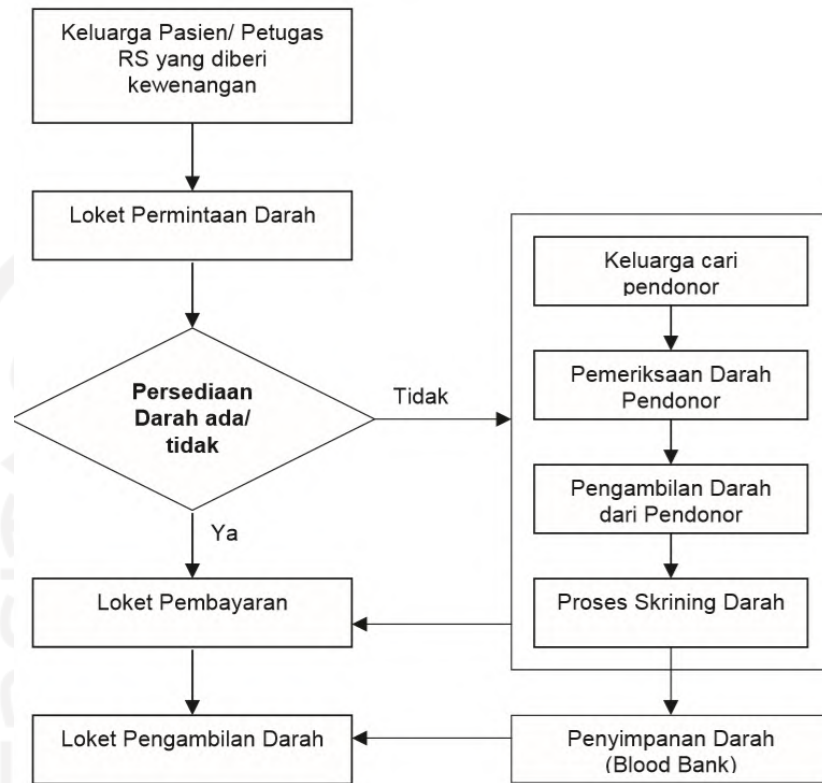 Keluarga Pasien/ Petugas
RS yang diberi
kewenangan
Loket Permintaan Darah
Persediaan
Darah ada/
tidak
Tidak
Ya
Loket Pembayaran
Loket Pengambilan Darah
Keluarga cari
pendonor
Pemeriksaan Darah
Pendonor
Pengambilan Darah
dari Pendonor
Proses Skrining Darah
Penyimpanan Darah
(Blood Bank)